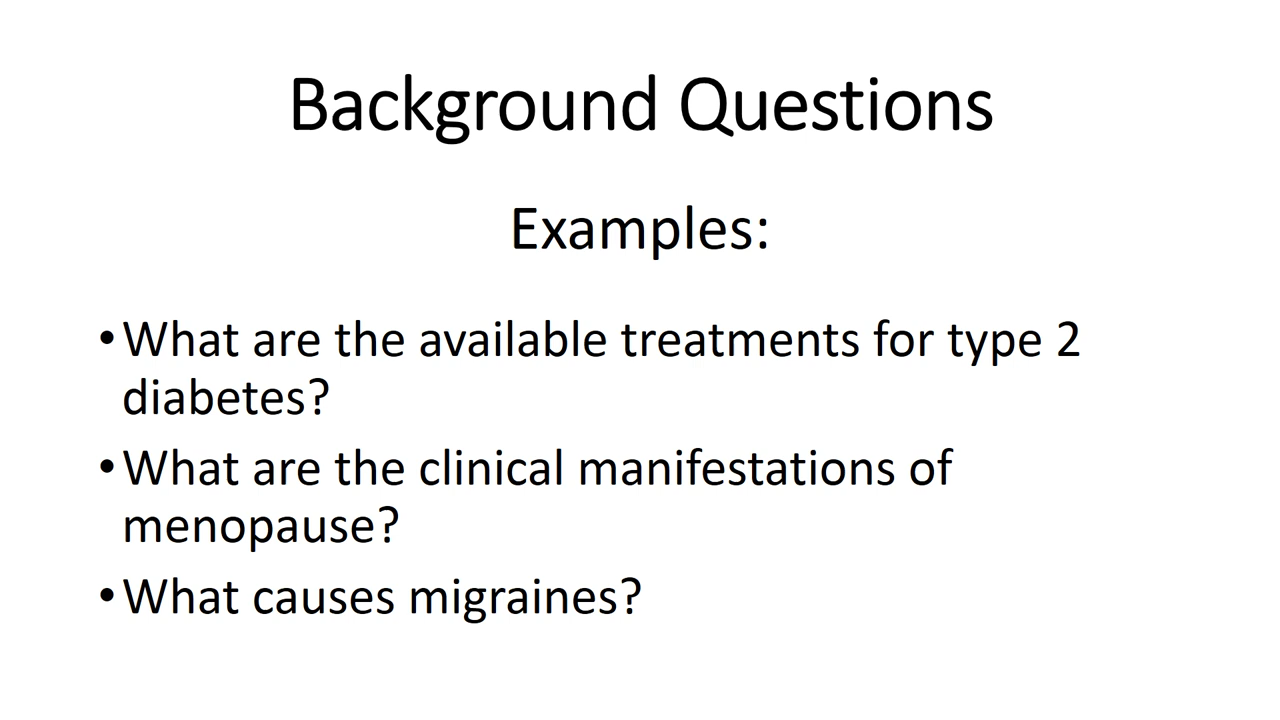 Background Questions
Examples:
•What are the available treatments for type 2
diabetes?
•What are the clinical manifestations of
menopause?
•What causes migraines?